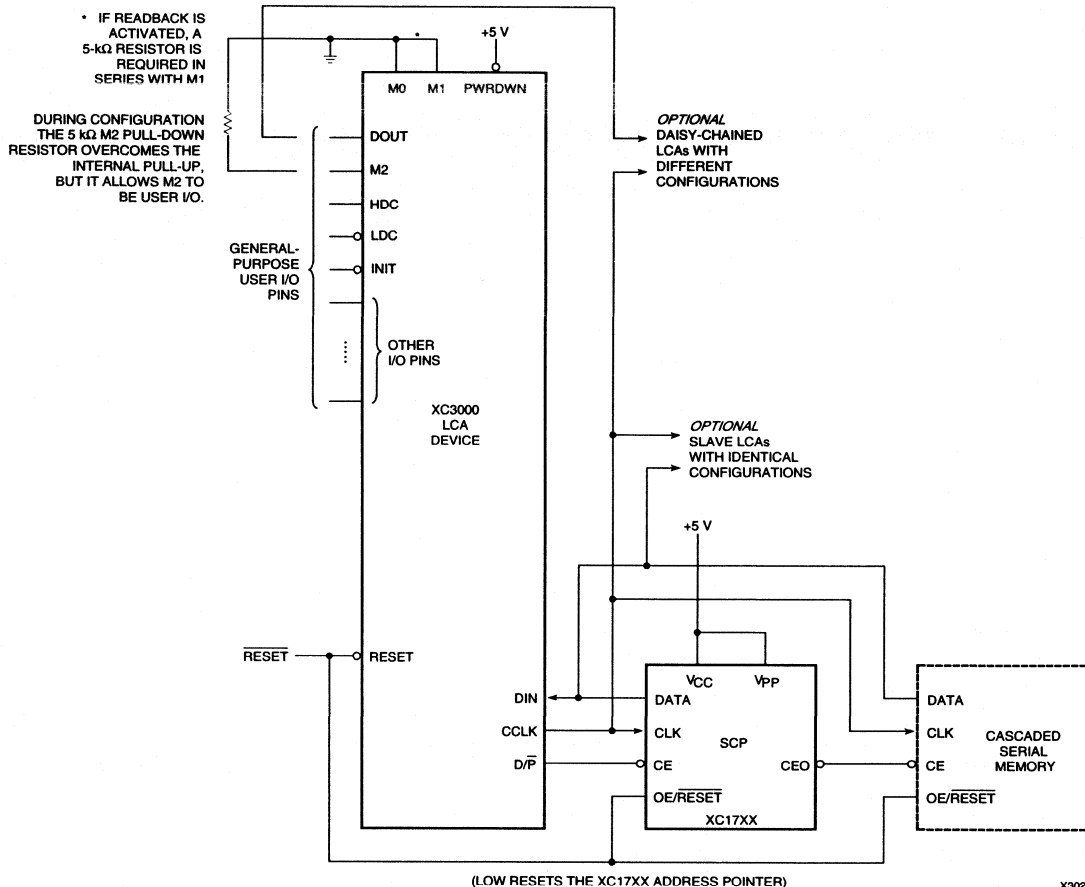 * IF READBACK IS
ACTIVATED, A
5-kΩ RESISTOR IS
REQUIRED IN
SERIES WITH M1
*
+5 V
M0
M1
PWRDWN
DURING CONFIGURATION
THE 5 kΩ M2 PULL-DOWN
RESISTOR OVERCOMES THE
INTERNAL PULL-UP,
BUT IT ALLOWS M2 TO
BE USER I/O.
DOUT
M2
HDC
LDC
INIT
GENERAL-
PURPOSE
USER I/O
PINS
OTHER
I/O PINS
XC3000
LCA
DEVICE
OPTIONAL
DAISY-CHAINED
LCAs WITH
DIFFERENT
CONFIGURATIONS
OPTIONAL
SLAVE LCAs
WITH IDENTICAL
CONFIGURATIONS
+5 V
RESET
RESET
DIN
CCLK
D/P
VCC
VPP
DATA
CLK
SCP
CE
CEO
OE/RESET
XC17XX
DATA
CLK
CASCADED
SERIAL
MEMORY
CE
OE/RESET
(LOW RESETS THE XC17XX ADDRESS POINTER)